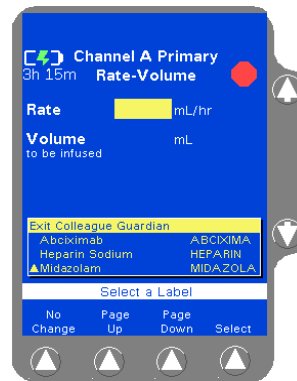 Channel A Primary
3h 15m Rate-Volume
Rate mL/hr
Volume mL
to be infused
Exit Colleague Guardian
Abciximab ABCIXIMA
Heparin Sodium HEPARIN
▲Midazolam MIDAZOLA
Select a Label
No Page Page
Change Up Down Select